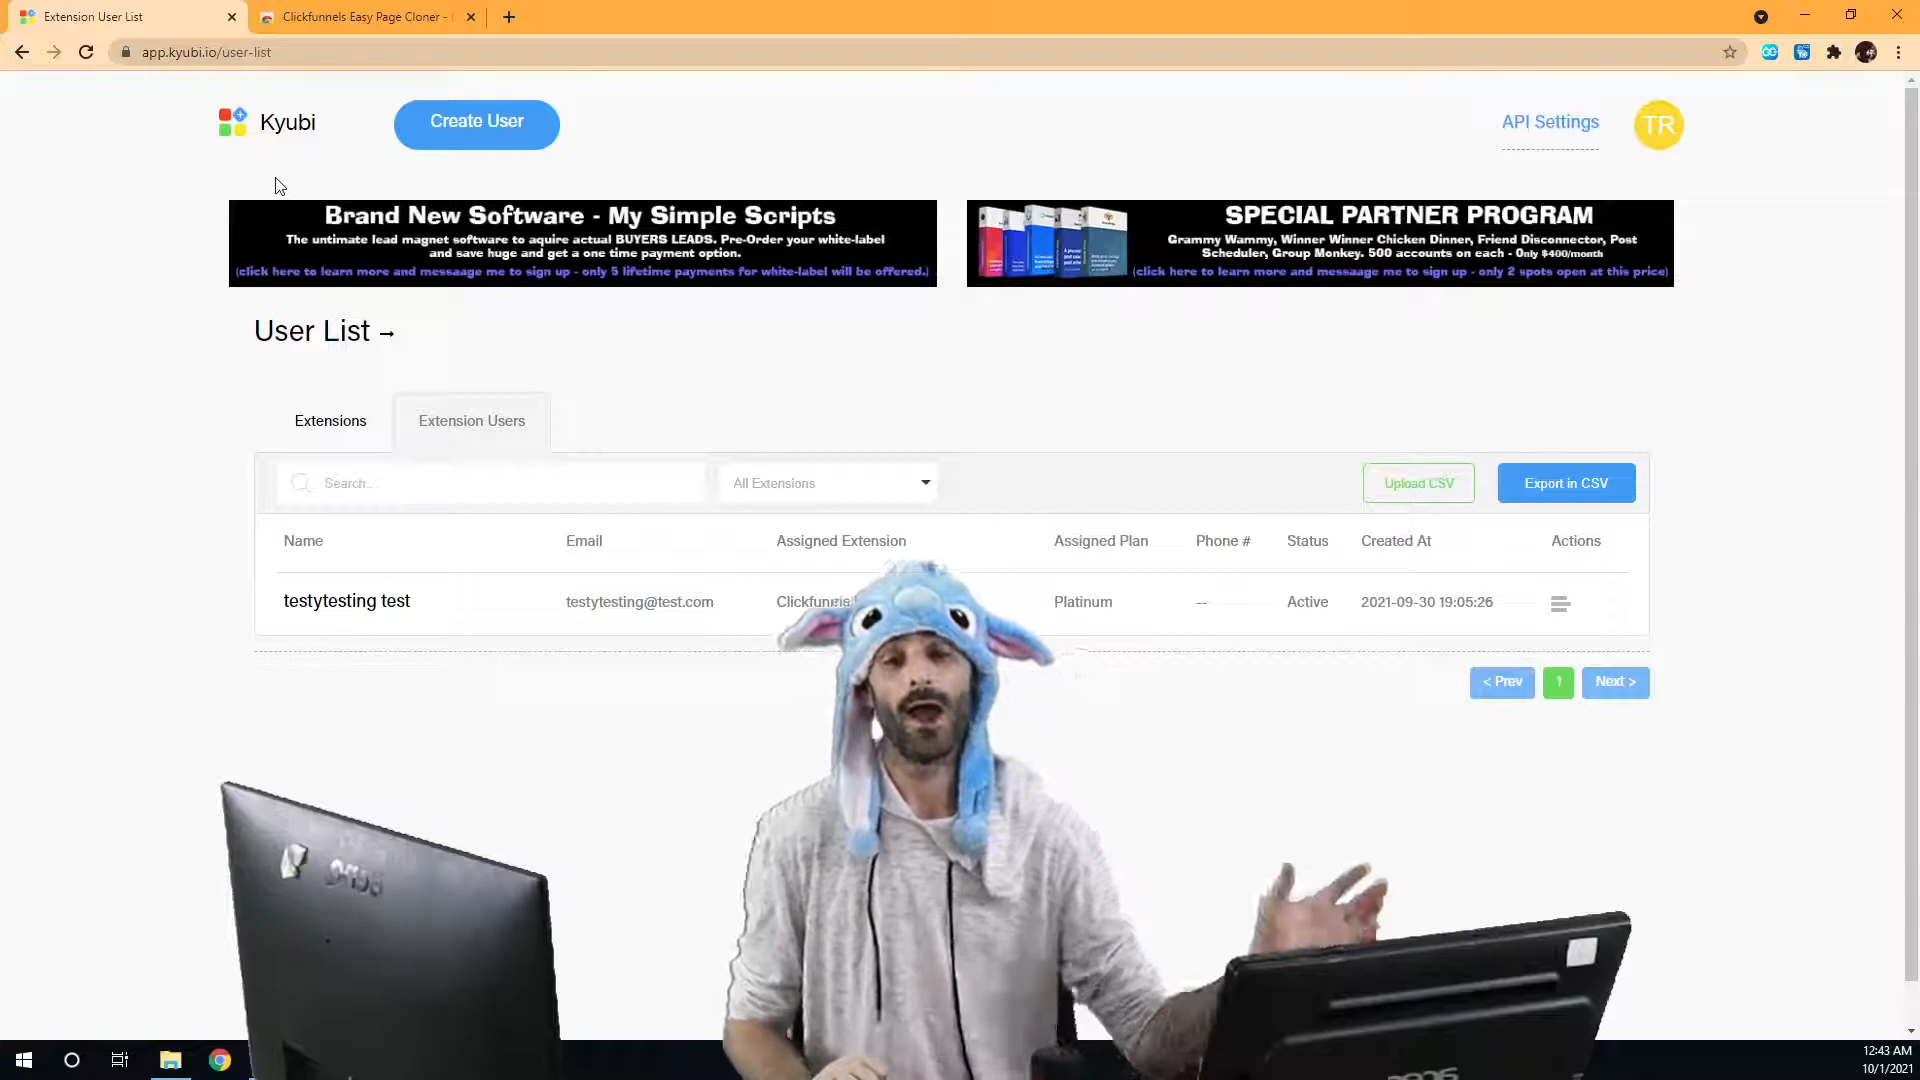 Extension User List
Clickfunnels Easy Page Cloner -
app.kyubi.io/user-list
Kyubi
Create User
API Settings
TR
Brand New Software - My Simple Scripts
The untimate lead magnet software to aquire actual BUYERS LEADS. Pre-Order your white-label
and save huge and get a one time payment option.
(click here to learn more and messaage me to sign up - only 5 lifetime payments for white-label will be offered.)
SPECIAL PARTNER PROGRAM
Grammy Wammy, Winner Winner Chicken Dinner, Friend Disconnector, Post
Scheduler, Group Monkey. 500 accounts on each - Only $400/month
(click here to learn more and messaage me to sign up - only 2 spots open at this price)
User List →
Extensions
Extension Users
Search...
All Extensions
Upload CSV
Export in CSV
Name Email Assigned Extension Assigned Plan Phone # Status Created At Actions
testytesting test testytesting@test.com Clickfunnels Platinum -- Active 2021-09-30 19:05:26
< Prev 1 Next >
12:43 AM
10/1/2021